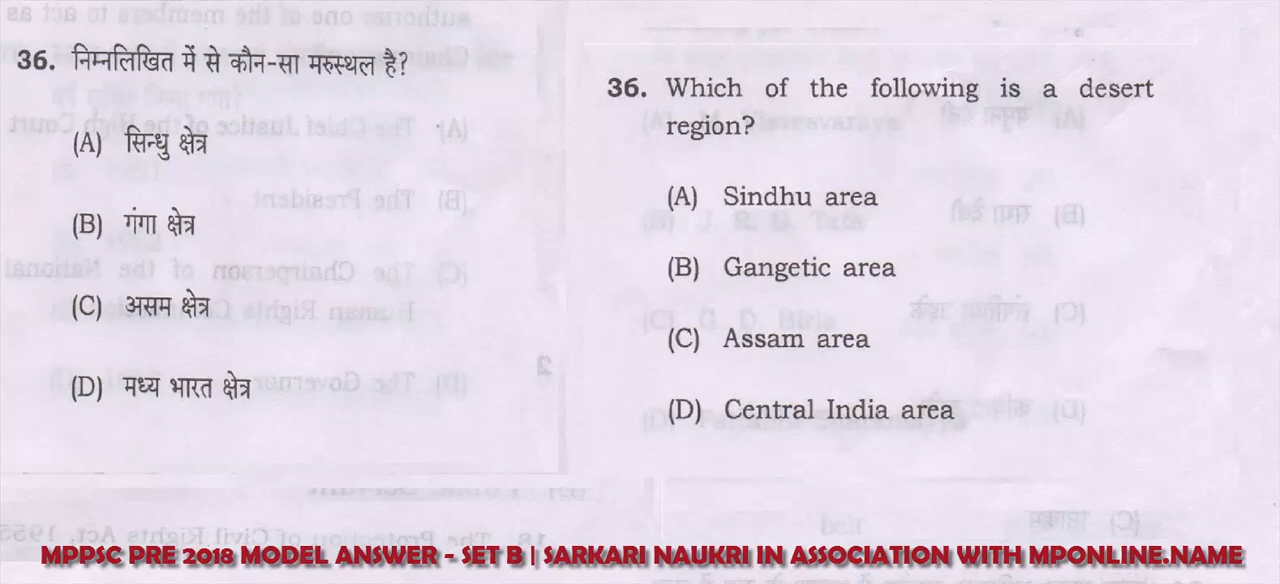 36. निम्नलिखित में से कौन-सा मरुस्थल है?
(A) सिन्धु क्षेत्र
(B) गंगा क्षेत्र
(C) असम क्षेत्र
(D) मध्य भारत क्षेत्र
36. Which of the following is a desert
region?
(A) Sindhu area
(B) Gangetic area
(C) Assam area
(D) Central India area
MPPSC PRE 2018 MODEL ANSWER - SET B | SARKARI NAUKRI IN ASSOCIATION WITH MPONLINE.NAME